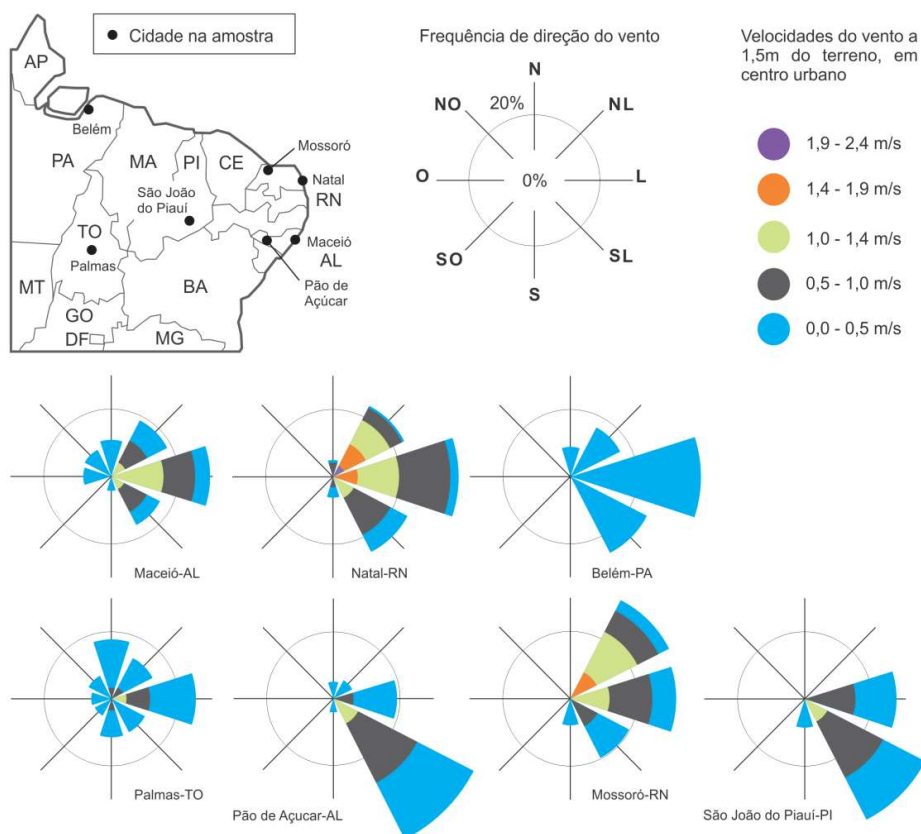 Cidade na amostra
AP
Belém
PA
MA
PI
CE
Mossoró
Natal
RN
São João
do Piauí
TO
Palmas
Maceió
AL
Pão de
Açúcar
MT
BA
GO
DF
MG
Frequência de direção do vento
N
NO
20%
NL
O
0%
L
SO
SL
S
Velocidades do vento a
1,5m do terreno, em
centro urbano
1,9 - 2,4 m/s
1,4 - 1,9 m/s
1,0 - 1,4 m/s
0,5 - 1,0 m/s
0,0 - 0,5 m/s
Maceió-AL
Natal-RN
Belém-PA
Palmas-TO
Pão de Açucar-AL
Mossoró-RN
São João do Piauí-PI